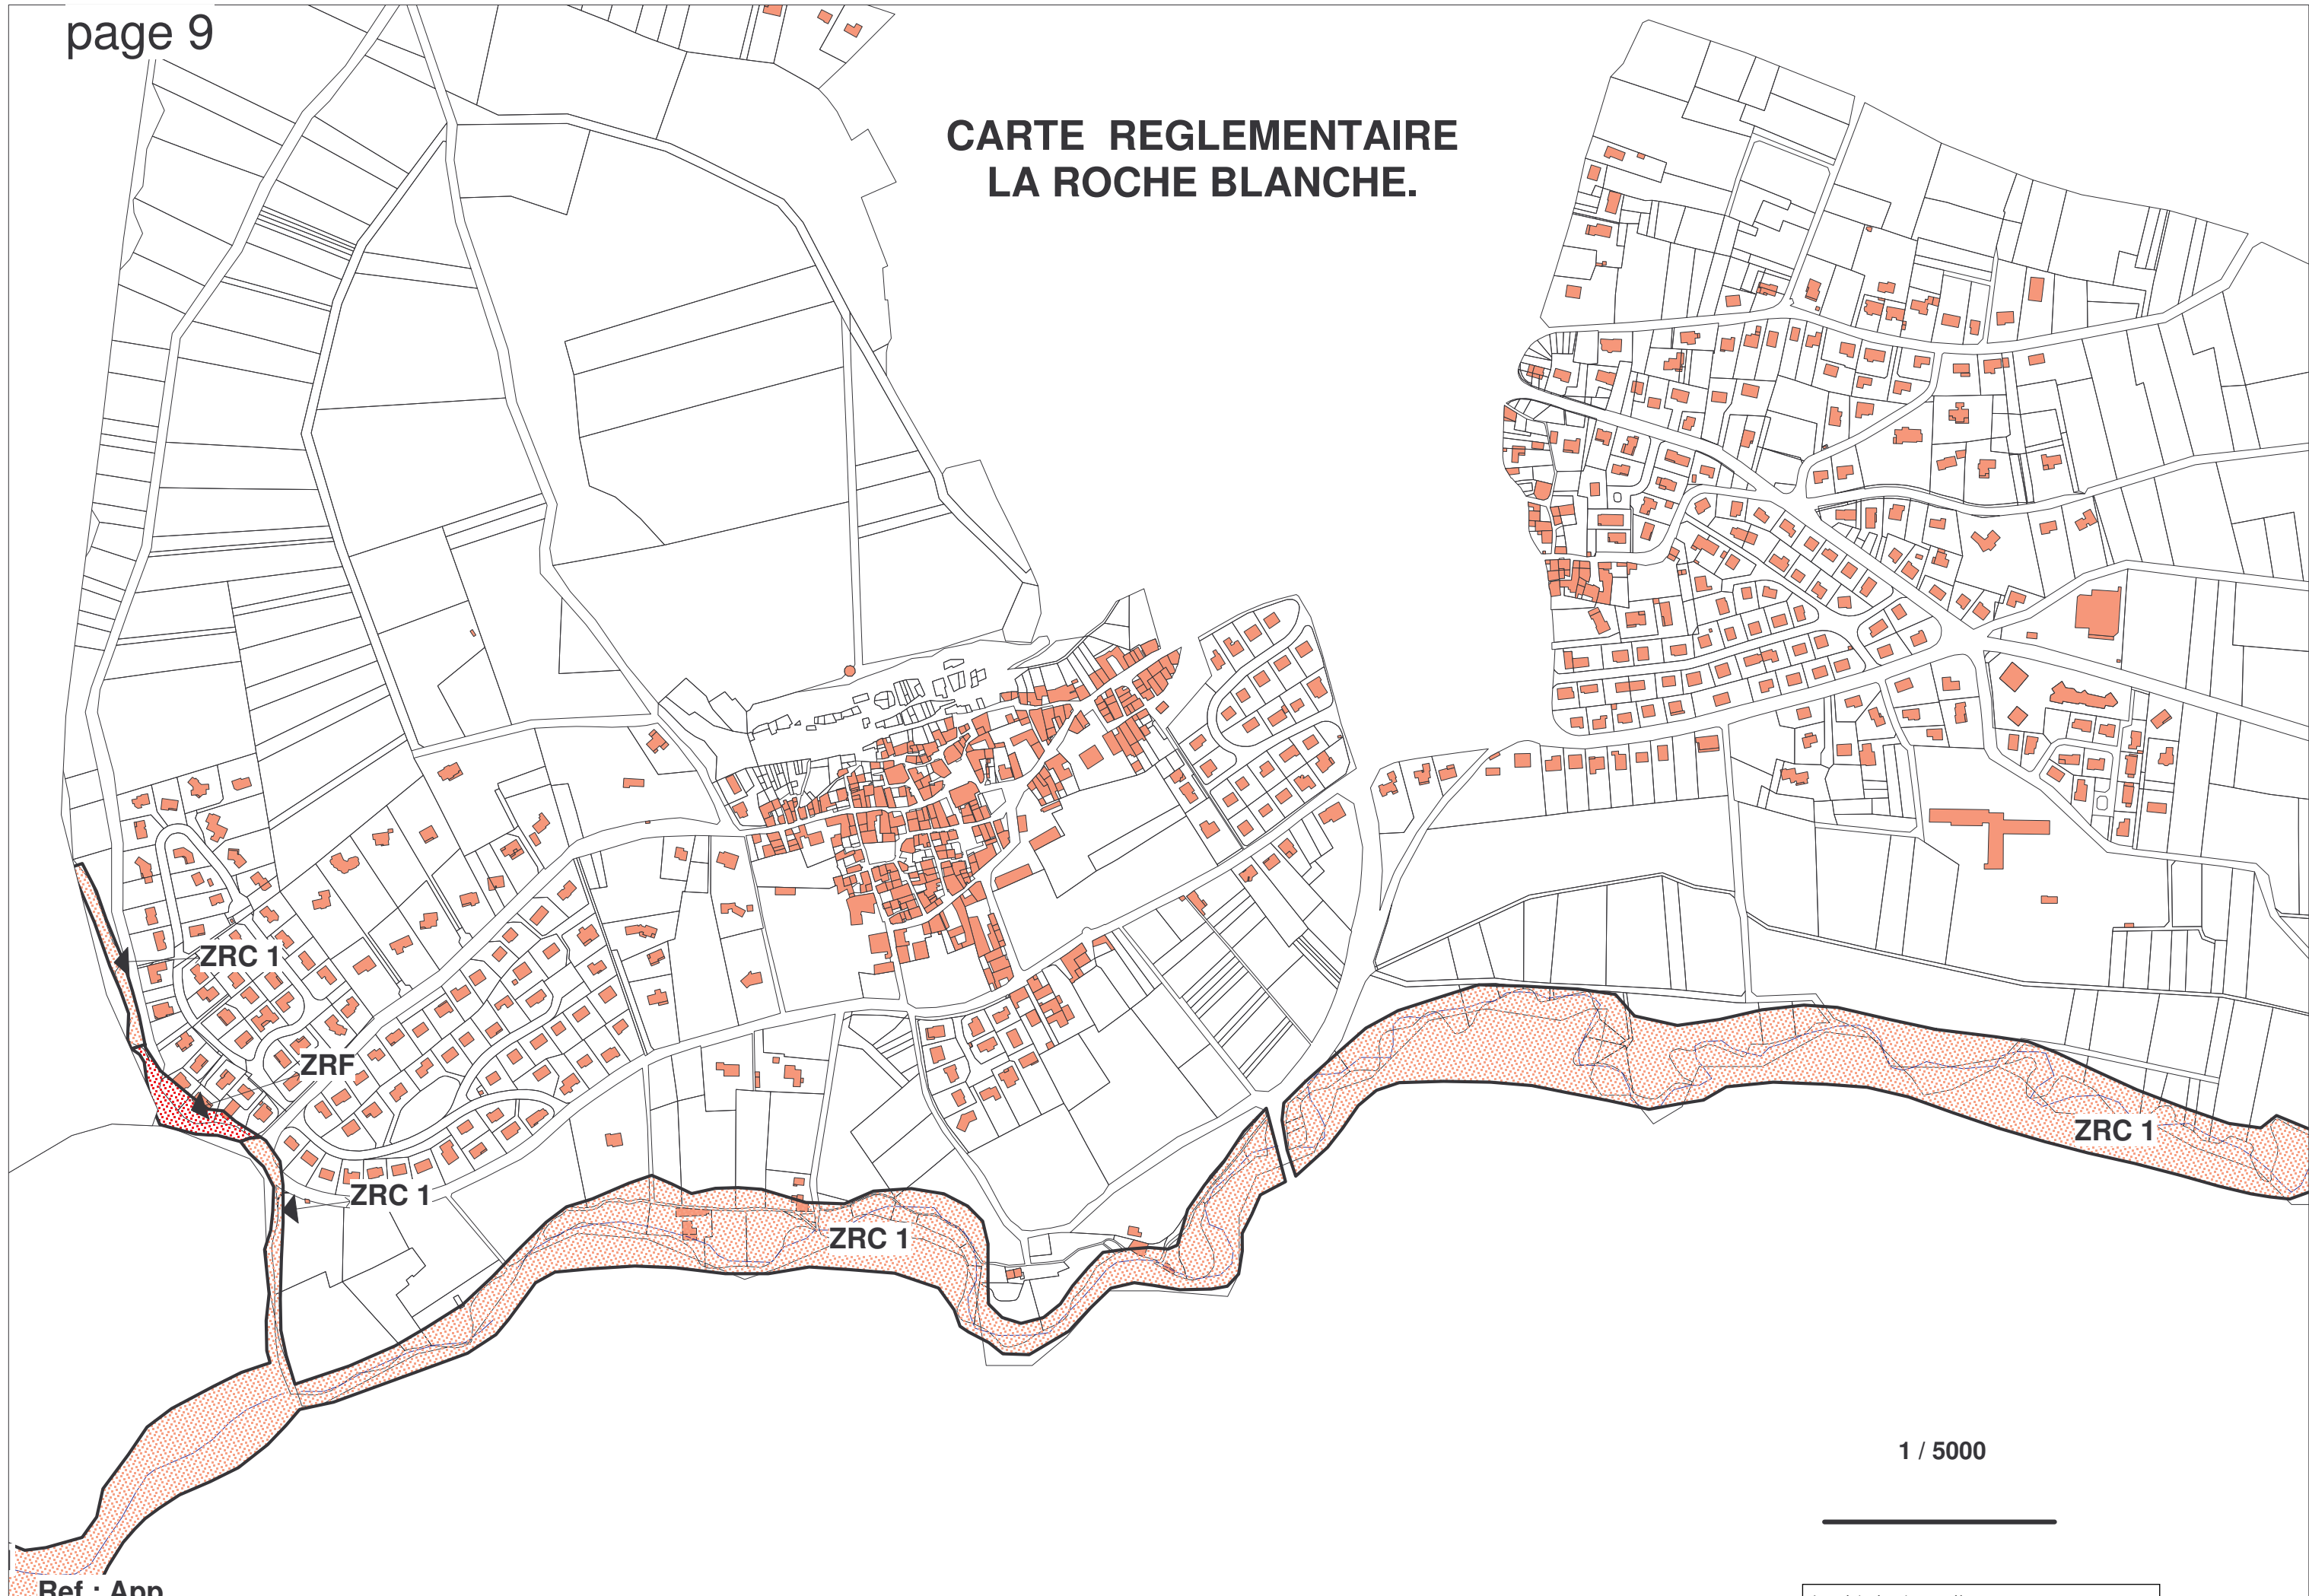 page 9
CARTE REGLEMENTAIRE
LA ROCHE BLANCHE.
ZRC 1
ZRF
ZRC 1
ZRC 1
ZRC 1
1 / 5000
Ref : App